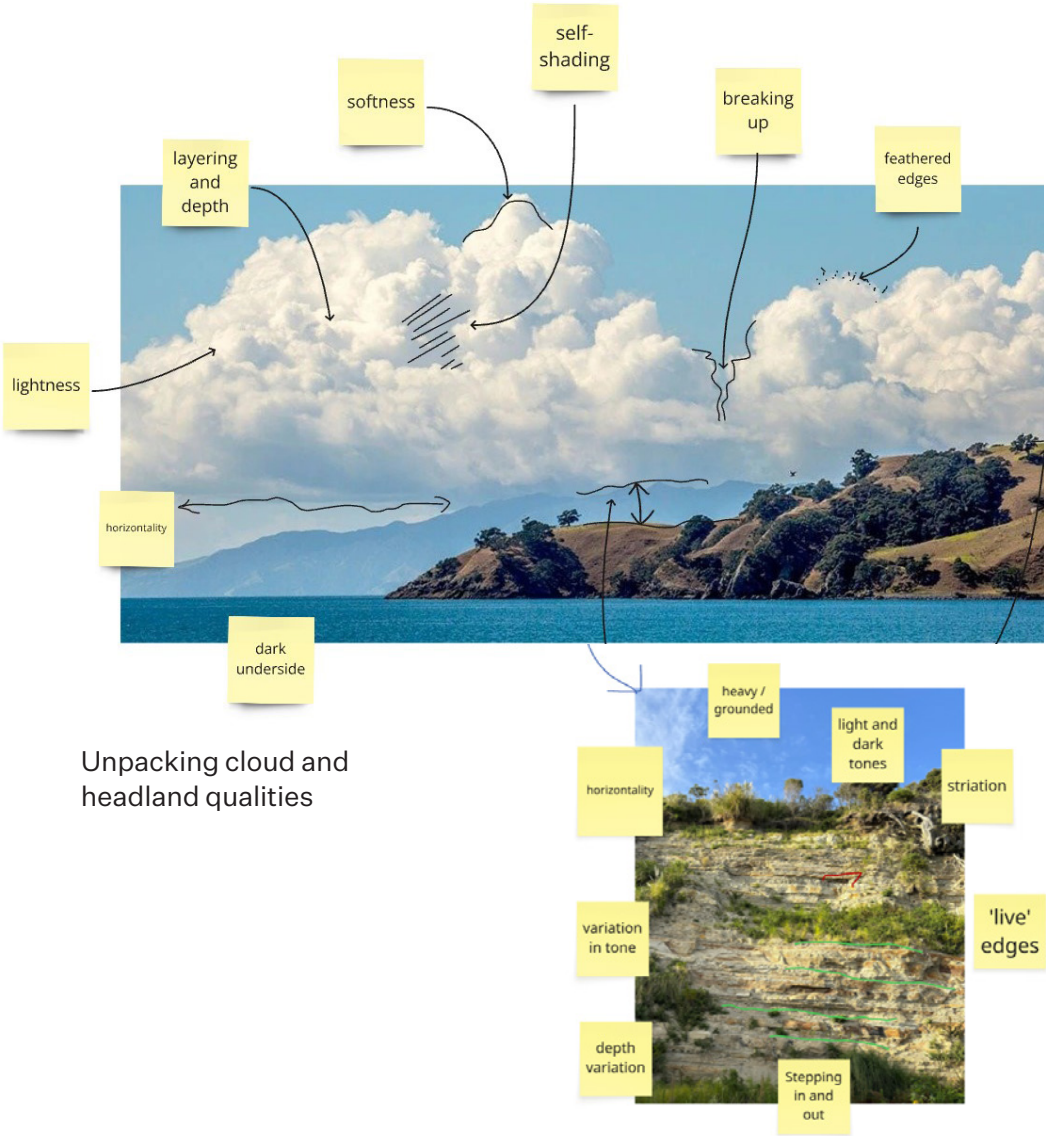 self-
shading
softness
breaking
up
layering
and
depth
feathered
edges
lightness
horizontality
dark
underside
Unpacking cloud and
headland qualities
heavy /
grounded
light and
dark
tones
horizontality
striation
variation
in tone
'live'
edges
depth
variation
Stepping
in and
out